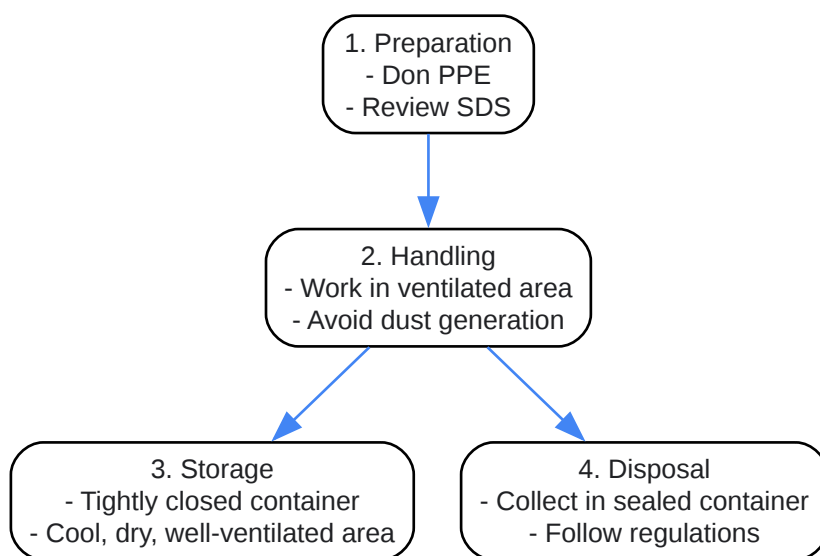 1. Preparation
- Don PPE
- Review SDS
2. Handling
- Work in ventilated area
- Avoid dust generation
3. Storage
- Tightly closed container
- Cool, dry, well-ventilated area
4. Disposal
- Collect in sealed container
- Follow regulations